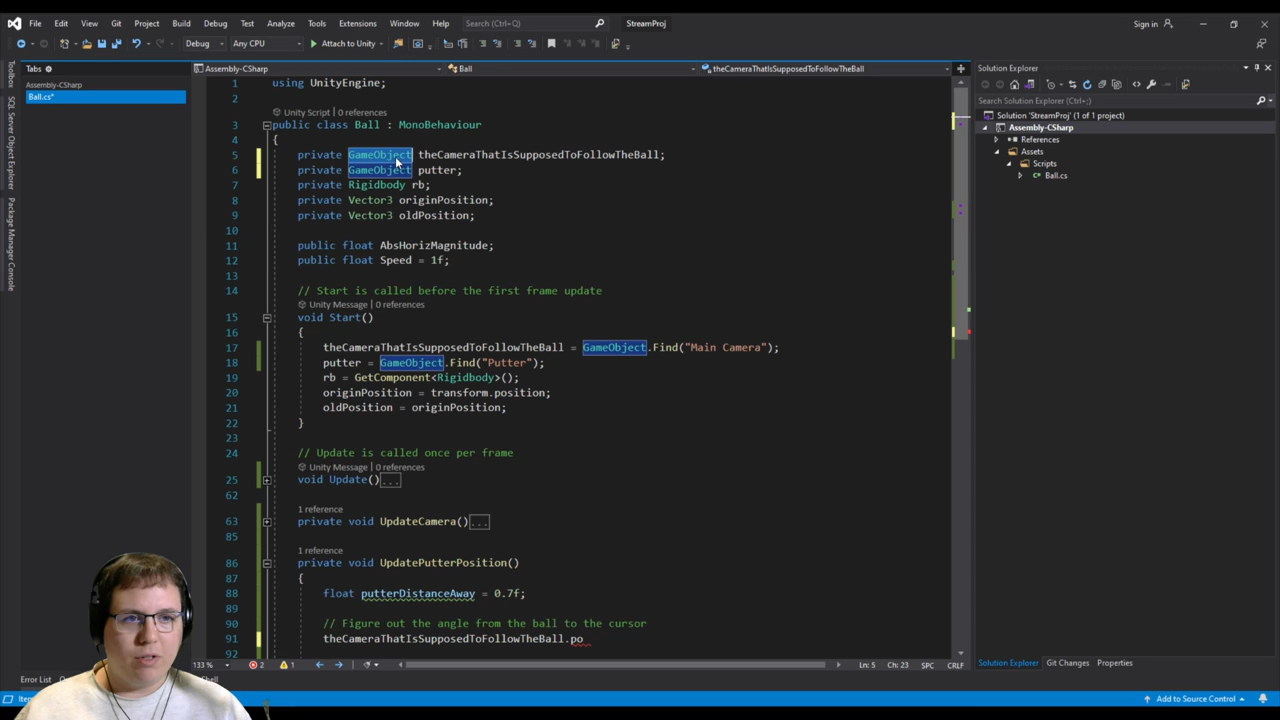 File Edit View Git Project Build Debug Test Analyze Tools Extensions Window Help Search (Ctrl+Q) StreamProj Sign in
Debug Any CPU Attach to Unity
Toolbox
SQL Server Object Explorer
Package Manager Console
Tabs
Assembly-CSharp
Ball.cs*
Assembly-CSharp Ball theCameraThatIsSupposedToFollowTheBall
1 using UnityEngine;
2
Unity Script | 0 references
3 public class Ball : MonoBehaviour
4 {
5 private GameObject theCameraThatIsSupposedToFollowTheBall;
6 private GameObject putter;
7 private Rigidbody rb;
8 private Vector3 originPosition;
9 private Vector3 oldPosition;
10
11 public float AbsHorizMagnitude;
12 public float Speed = 1f;
13
14 // Start is called before the first frame update
Unity Message | 0 references
15 void Start()
16 {
17 theCameraThatIsSupposedToFollowTheBall = GameObject.Find("Main Camera");
18 putter = GameObject.Find("Putter");
19 rb = GetComponent<Rigidbody>();
20 originPosition = transform.position;
21 oldPosition = originPosition;
22 }
23
24 // Update is called once per frame
Unity Message | 0 references
25 void Update()...
62
1 reference
63 private void UpdateCamera()...
85
1 reference
86 private void UpdatePutterPosition()
87 {
88 float putterDistanceAway = 0.7f;
89
90 // Figure out the angle from the ball to the cursor
91 theCameraThatIsSupposedToFollowTheBall.po
92
133 % 2 1 Ln: 5 Ch: 23 SPC CRLF
Error List
Solution Explorer
Search Solution Explorer (Ctrl+;)
Solution 'StreamProj' (1 of 1 project)
Assembly-CSharp
References
Assets
Scripts
Ball.cs
Solution Explorer Git Changes Properties
Add to Source Control